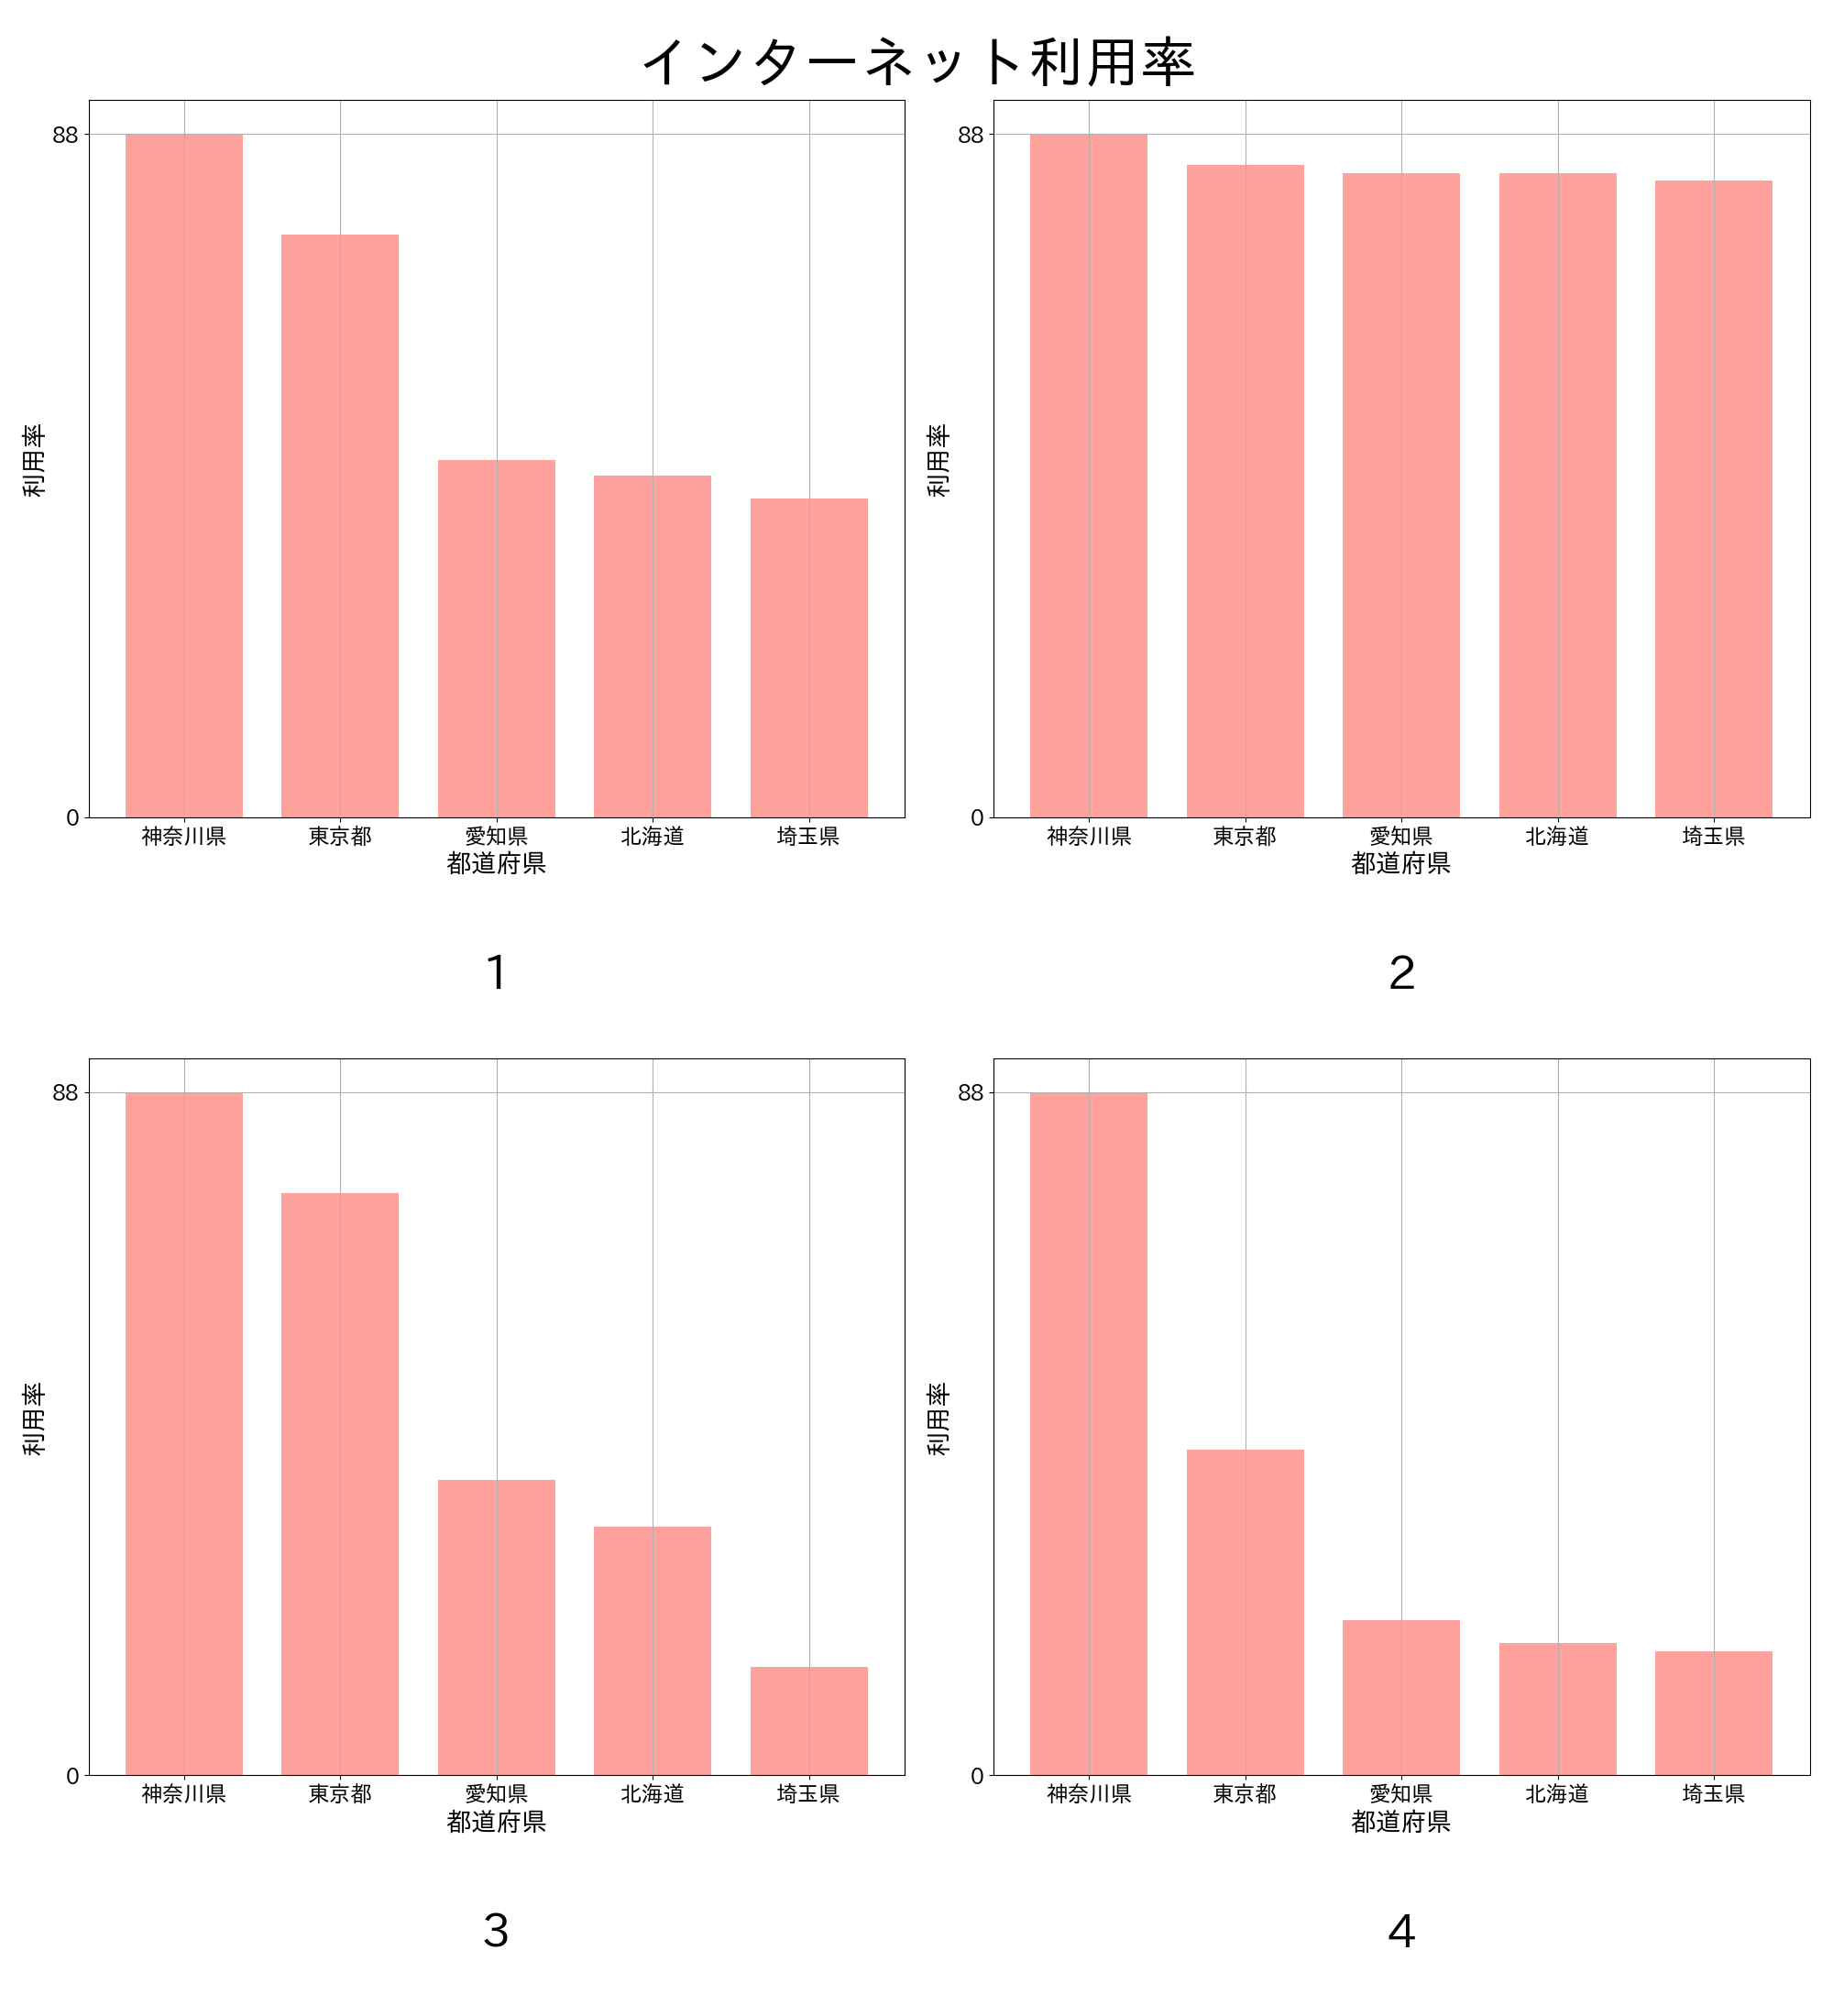 インターネット利用率
88
0
利用率
神奈川県 東京都 愛知県 北海道 埼玉県
都道府県
1
88
0
利用率
神奈川県 東京都 愛知県 北海道 埼玉県
都道府県
2
88
0
利用率
神奈川県 東京都 愛知県 北海道 埼玉県
都道府県
3
88
0
利用率
神奈川県 東京都 愛知県 北海道 埼玉県
都道府県
4